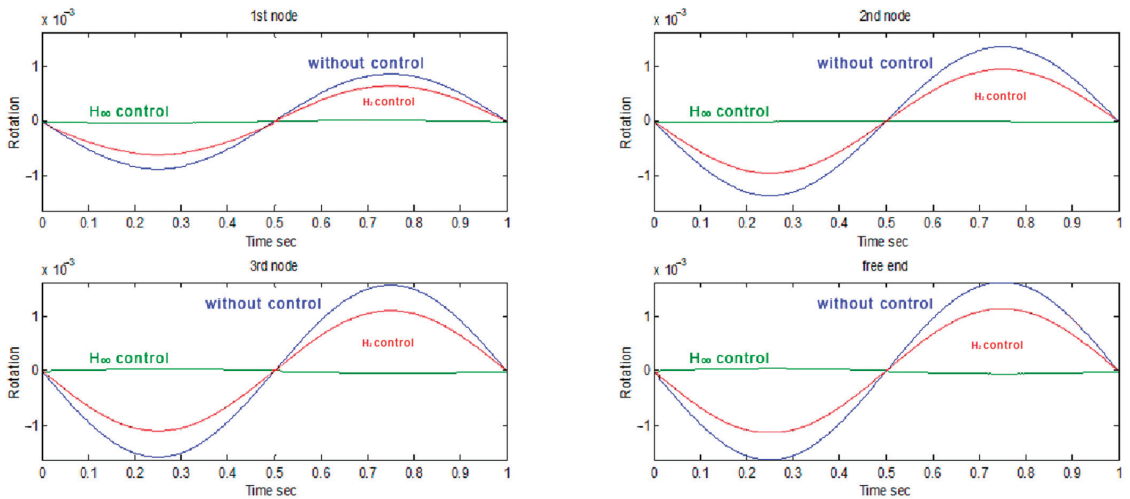 x 10⁻³
1st node
Rotation
1
0
−1
without control
H∞ control
H₂ control
0 0.1 0.2 0.3 0.4 0.5 0.6 0.7 0.8 0.9 1
Time sec
x 10⁻³
2nd node
Rotation
1
0
−1
without control
H∞ control
H₂ control
0 0.1 0.2 0.3 0.4 0.5 0.6 0.7 0.8 0.9 1
Time sec
x 10⁻³
3rd node
Rotation
1
0
−1
without control
H∞ control
H₂ control
0 0.1 0.2 0.3 0.4 0.5 0.6 0.7 0.8 0.9 1
Time sec
x 10⁻³
free end
Rotation
1
0
−1
without control
H∞ control
H₂ control
0 0.1 0.2 0.3 0.4 0.5 0.6 0.7 0.8 0.9 1
Time sec